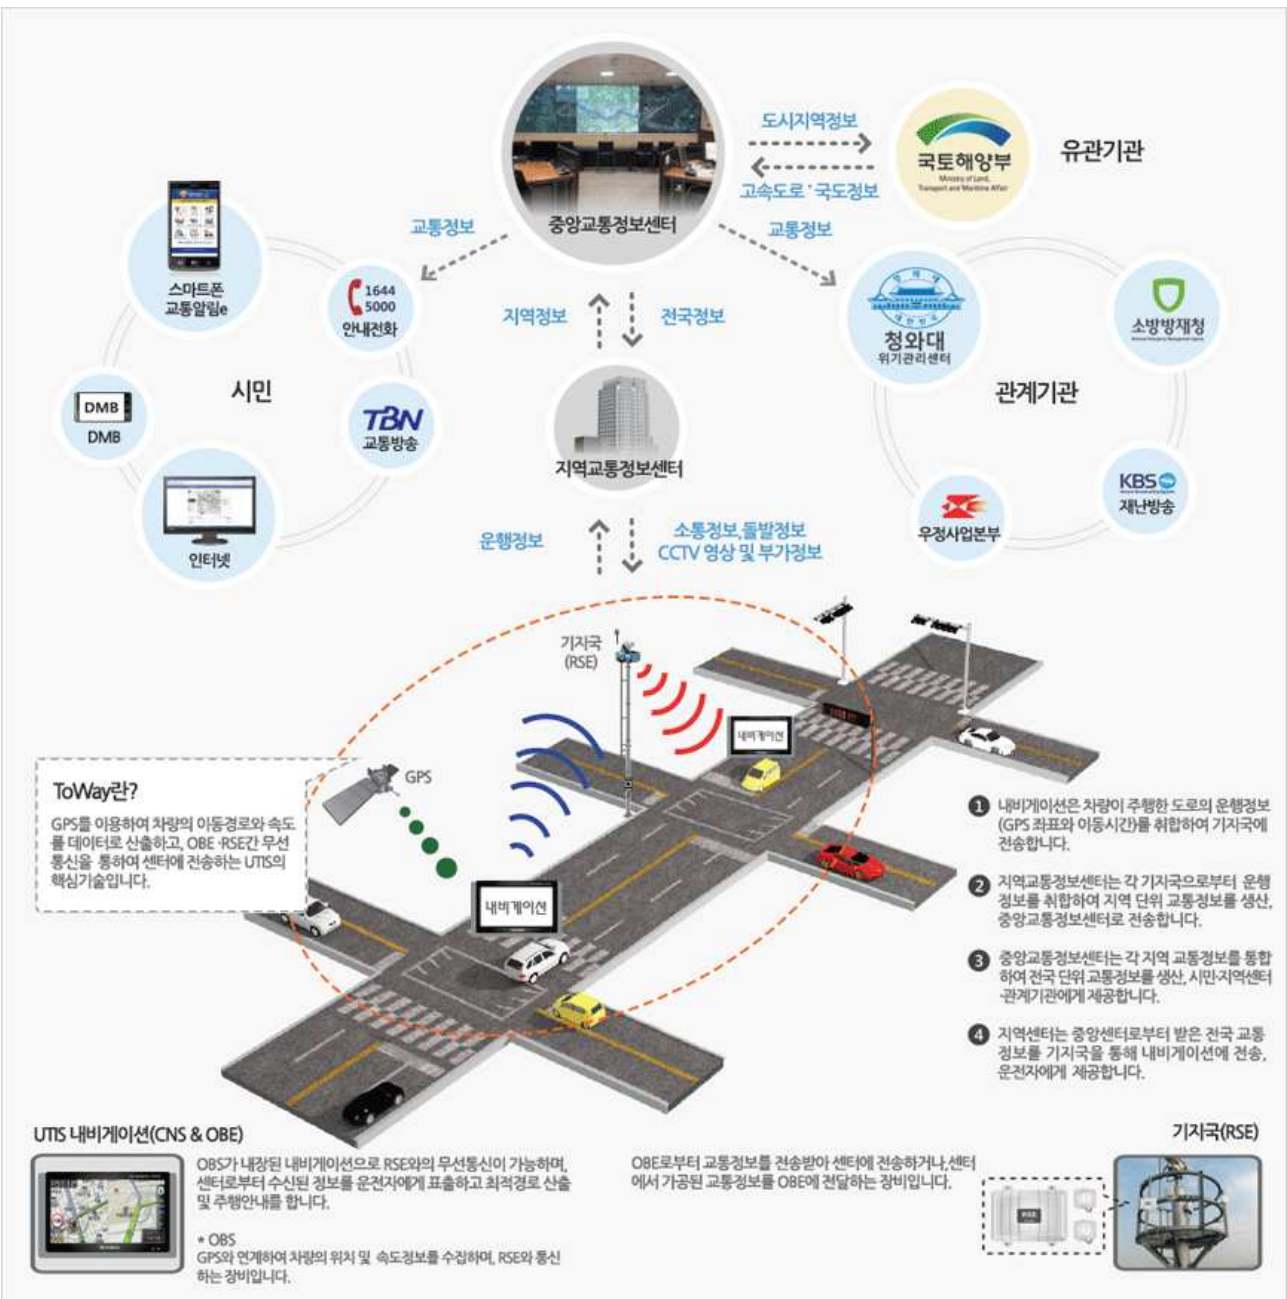 도시지역정보
국토해양부
Ministry of Land,
Transport and Maritime Affair
유관기관
고속도로 · 국도정보
중앙교통정보센터
교통정보
교통정보
스마트폰
교통알림e
1644
5000
안내전화
시민
DMB
DMB
TBN
교통방송
인터넷
지역정보
전국정보
지역교통정보센터
청와대
대한민국
청와대
위기관리센터
소방방재청
관계기관
KBS
재난방송
우정사업본부
운행정보
소통정보,돌발정보
CCTV 영상 및 부가정보
기지국
(RSE)
내비게이션
GPS
내비게이션
ToWay란?
GPS를 이용하여 차량의 이동경로와 속도
를 데이터로 산출하고, OBE ·RSE간 무선
통신을 통하여 센터에 전송하는 UTIS의
핵심기술입니다.
1 내비게이션은 차량이 주행한 도로의 운행정보
(GPS 좌표와 이동시간)를 취합하여 기지국에
전송합니다.
2 지역교통정보센터는 각 기지국으로부터 운행
정보를 취합하여 지역 단위 교통정보를 생산,
중앙교통정보센터로 전송합니다.
3 중앙교통정보센터는 각 지역 교통정보를 통합
하여 전국 단위 교통정보를 생산, 시민·지역센터
·관계기관에게 제공합니다.
4 지역센터는 중앙센터로부터 받은 전국 교통
정보를 기지국을 통해 내비게이션에 전송,
운전자에게 제공합니다.
UTIS 내비게이션(CNS & OBE)
OBS가 내장된 내비게이션으로 RSE와의 무선통신이 가능하며,
센터로부터 수신된 정보를 운전자에게 표출하고 최적경로 산출
및 주행안내를 합니다.
* OBS
GPS와 연계하여 차량의 위치 및 속도정보를 수집하며, RSE와 통신
하는 장비입니다.
기지국(RSE)
OBE로부터 교통정보를 전송받아 센터에 전송하거나,센터
에서 가공된 교통정보를 OBE에 전달하는 장비입니다.
RSE